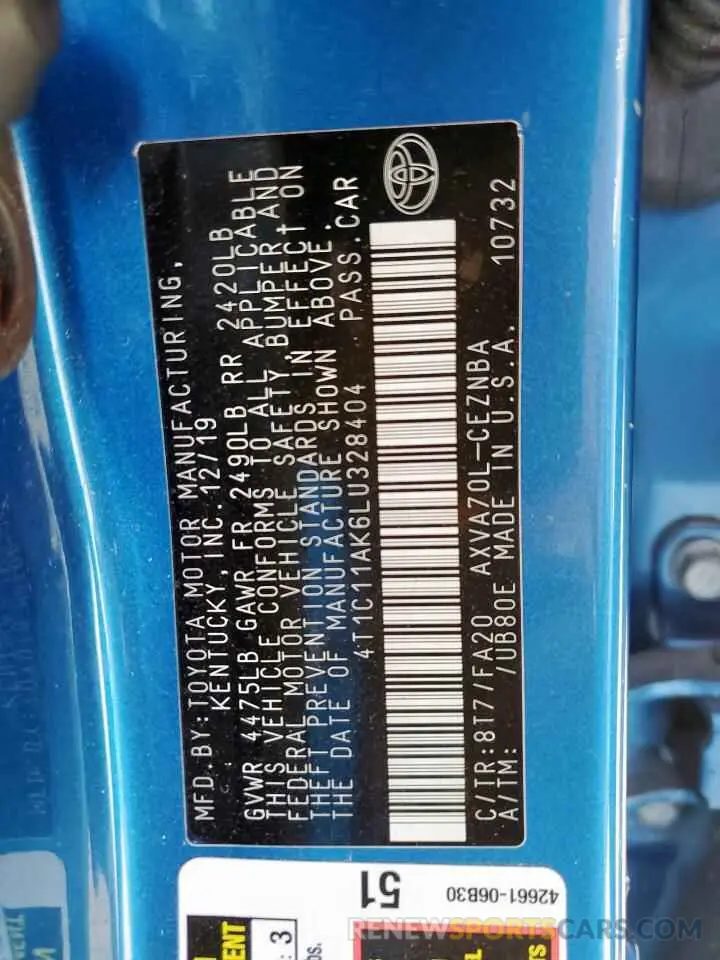 MFD.BY:TOYOTA MOTOR MANUFACTURING,
KENTUCKY, INC. 12/19
GVWR 4475LB GAWR FR 2490LB RR 2420LB
THIS VEHICLE CONFORMS TO ALL APPLICABLE
FEDERAL MOTOR VEHICLE SAFETY, BUMPER, AND
THEFT PREVENTION STANDARDS IN EFFECT ON
THE DATE OF MANUFACTURE SHOWN ABOVE.
4T1C11AK6LU328404 PASS.CAR
C/TR:8T7/FA20 AXVA70L-CEZNBA 10732
A/TM: /UB80E MADE IN U.S.A.
51
42661-06B30
: 3
RENEWSPORTSCARS.COM